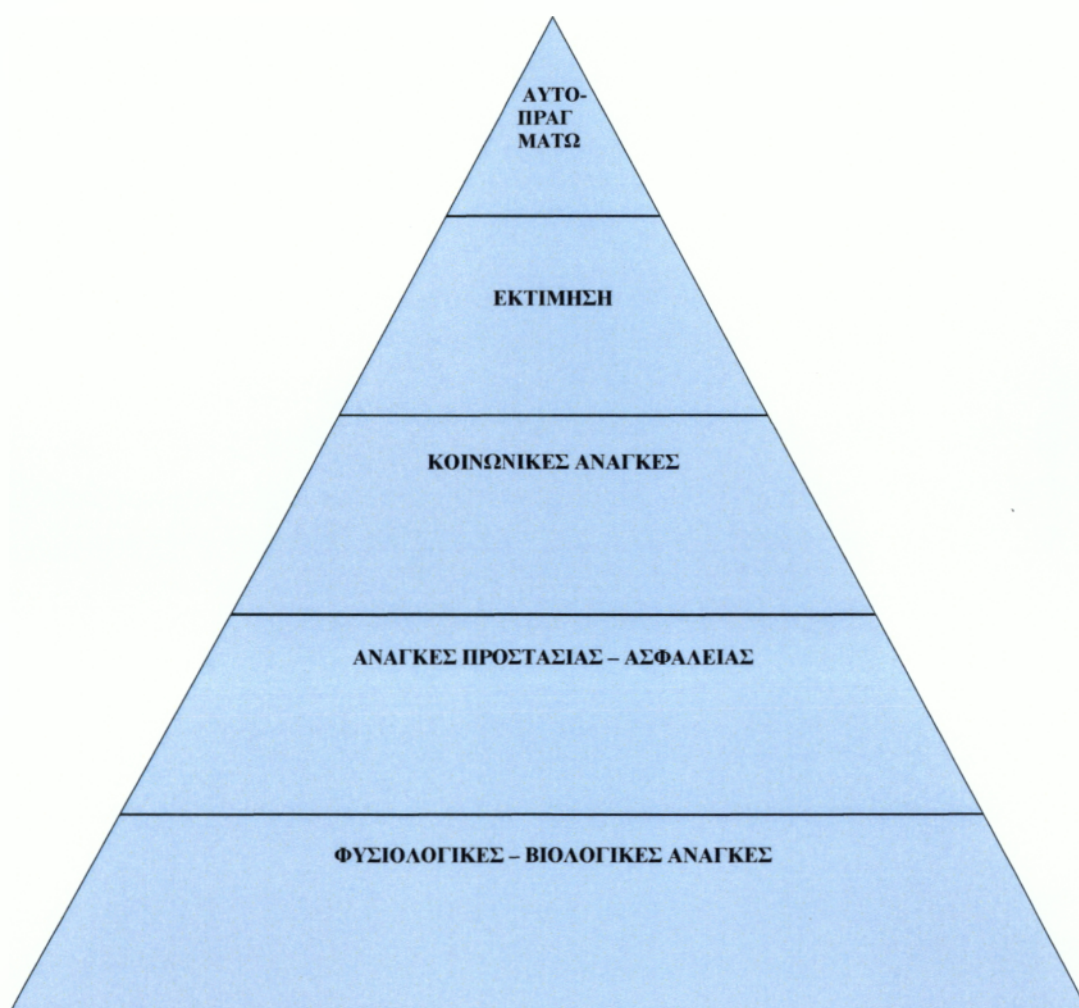 ΑΥΤΟ-
ΠΡΑΓ
ΜΑΤΩ
ΕΚΤΙΜΗΣΗ
ΚΟΙΝΩΝΙΚΕΣ ΑΝΑΓΚΕΣ
ΑΝΑΓΚΕΣ ΠΡΟΣΤΑΣΙΑΣ – ΑΣΦΑΛΕΙΑΣ
ΦΥΣΙΟΛΟΓΙΚΕΣ – ΒΙΟΛΟΓΙΚΕΣ ΑΝΑΓΚΕΣ